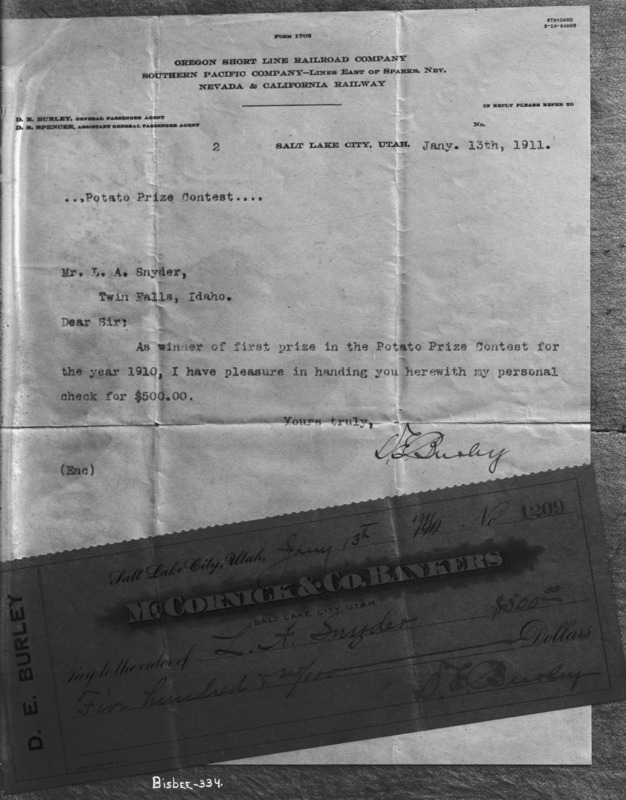 Form 1702
STANDARD
OREGON SHORT LINE RAILROAD COMPANY
SOUTHERN PACIFIC COMPANY—LINES EAST OF SPARKS, NEV.
NEVADA & CALIFORNIA RAILWAY
IN REPLY PLEASE REFER TO
No.
D. E. BURLEY, GENERAL PASSENGER AGENT
D. S. SPENCER, ASSISTANT GENERAL PASSENGER AGENT
2 SALT LAKE CITY, UTAH, Jany. 13th, 1911.
...Potato Prize Contest....
Mr. L. A. Snyder,
Twin Falls, Idaho.
Dear Sir:
As winner of first prize in the Potato Prize Contest for
the year 1910, I have pleasure in handing you herewith my personal
check for $500.00.
Yours truly,
D E Burley
(Enc)
Salt Lake City, Utah, Jany 13th No 1209
McCORNICK & CO. BANKERS
SALT LAKE CITY, UTAH
$500.00
Pay to the order of L. A. Snyder
Five hundred & no/100 Dollars
D E Burley
D. E. BURLEY
Bisbee-334.